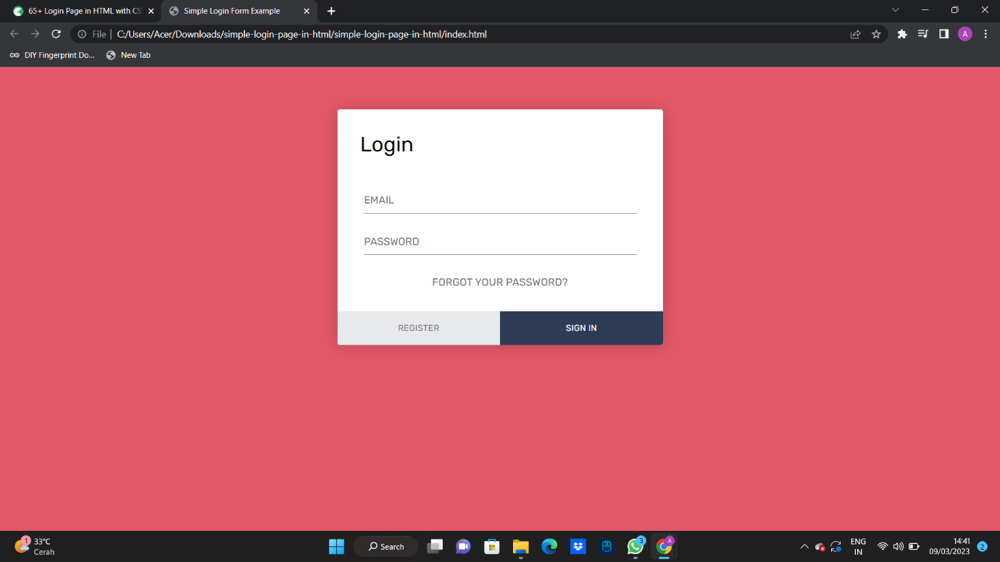 65+ Login Page in HTML with CS
Simple Login Form Example
File
C:/Users/Acer/Downloads/simple-login-page-in-html/simple-login-page-in-html/index.html
A
DIY Fingerprint Do...
New Tab
Login
EMAIL
PASSWORD
FORGOT YOUR PASSWORD?
REGISTER
SIGN IN
1
33°C
Cerah
Search
3
A
ENG
IN
14:41
09/03/2023
2